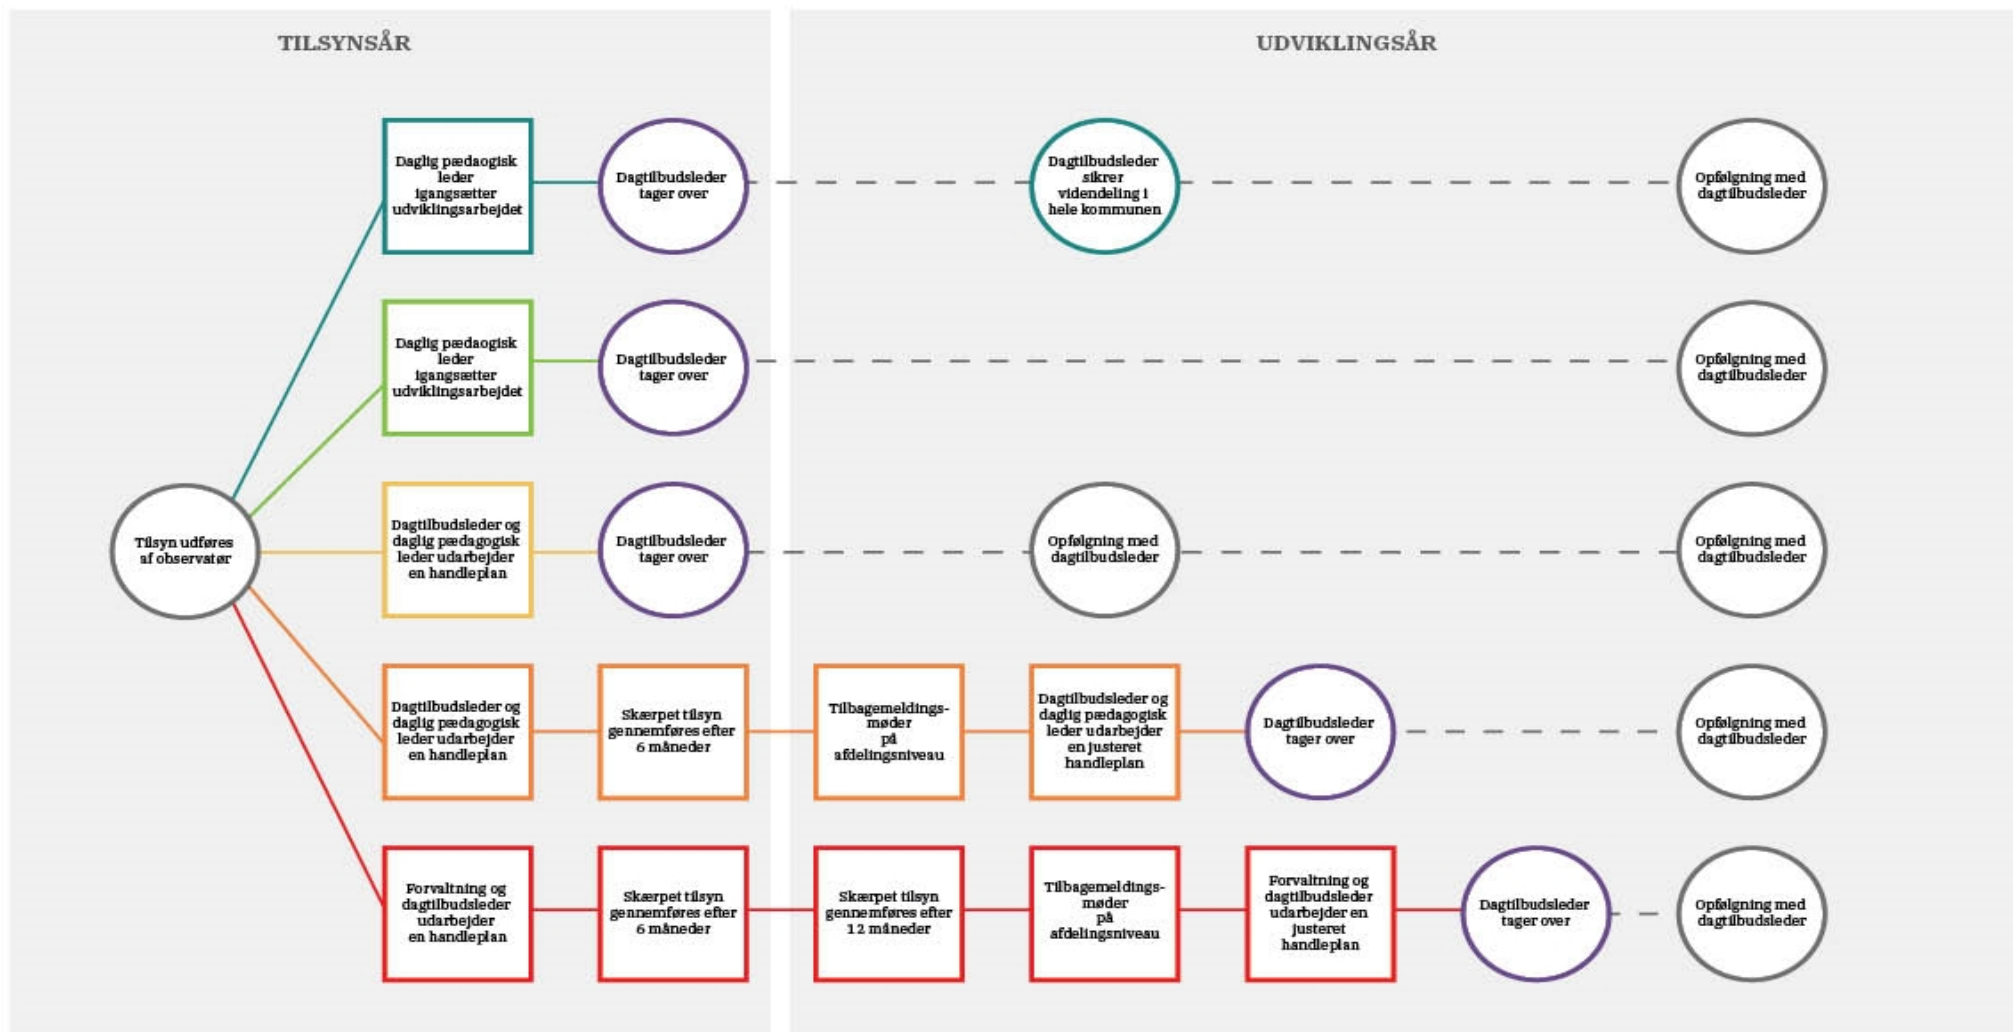 TILSYNSÅR
UDVIKLINGSÅR
Daglig pædaogisk
leder
igangsætter
udviklingsarbejdet
Dagtilbudsleder
tager over
Dagtilbudsleder
sikrer
videndeling i
hele kommunen
Opfølgning med
dagtilbudsleder
Daglig pædaogisk
leder
igangsætter
udviklingsarbejdet
Dagtilbudsleder
tager over
Opfølgning med
dagtilbudsleder
Tilsyn udføres
af observatør
Dagtilbudsleder og
daglig pædagogisk
leder udarbejder
en handleplan
Dagtilbudsleder
tager over
Opfølgning med
dagtilbudsleder
Opfølgning med
dagtilbudsleder
Dagtilbudsleder og
daglig pædagogisk
leder udarbejder
en handleplan
Skærpet tilsyn
gennemføres efter
6 måneder
Tilbagemeldings-
møder
på
afdelingsniveau
Dagtilbudsleder og
daglig pædagogisk
leder udarbejder
en justeret
handleplan
Dagtilbudsleder
tager over
Opfølgning med
dagtilbudsleder
Forvaltning og
dagtilbudsleder
udarbejder
en handleplan
Skærpet tilsyn
gennemføres efter
6 måneder
Skærpet tilsyn
gennemføres efter
12 måneder
Tilbagemeldings-
møder
på
afdelingsniveau
Forvaltning og
dagtilbudsleder
udarbejder en
justeret
handleplan
Dagtilbudsleder
tager over
Opfølgning med
dagtilbudsleder